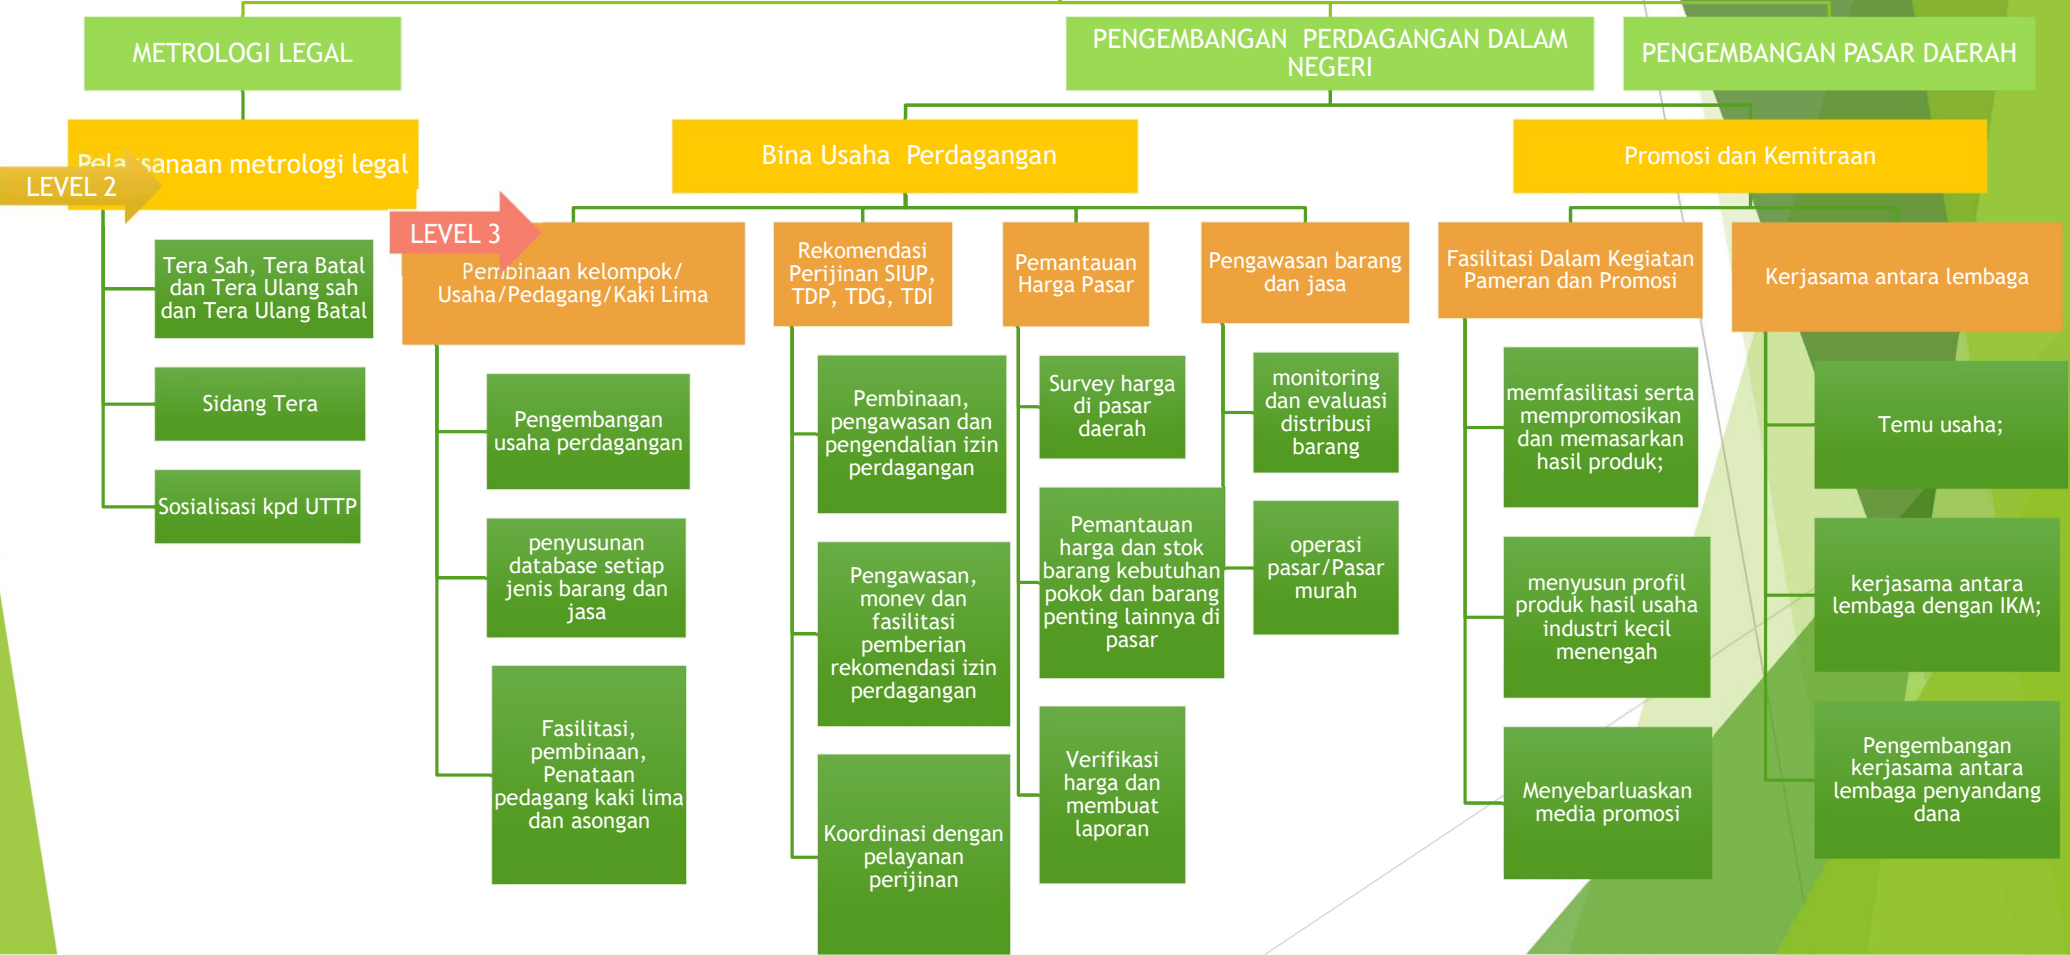 METROLOGI LEGAL
PENGEMBANGAN PERDAGANGAN DALAM
NEGERI
PENGEMBANGAN PASAR DAERAH
Pelaksanaan metrologi legal
LEVEL 2
Bina Usaha Perdagangan
Promosi dan Kemitraan
Tera Sah, Tera Batal
dan Tera Ulang sah
dan Tera Ulang Batal
Sidang Tera
Sosialisasi kpd UTTP
LEVEL 3
Pembinaan kelompok/
Usaha/Pedagang/Kaki Lima
Pengembangan
usaha perdagangan
penyusunan
database setiap
jenis barang dan
jasa
Fasilitasi,
pembinaan,
Penataan
pedagang kaki lima
dan asongan
Rekomendasi
Perijinan SIUP,
TDP, TDG, TDI
Pembinaan,
pengawasan dan
pengendalian izin
perdagangan
Pengawasan,
monev dan
fasilitasi
pemberian
rekomendasi izin
perdagangan
Koordinasi dengan
pelayanan
perijinan
Pemantauan
Harga Pasar
Survey harga
di pasar
daerah
Pemantauan
harga dan stok
barang kebutuhan
pokok dan barang
penting lainnya di
pasar
Verifikasi
harga dan
membuat
laporan
Pengawasan barang
dan jasa
monitoring
dan evaluasi
distribusi
barang
operasi
pasar/Pasar
murah
Fasilitasi Dalam Kegiatan
Pameran dan Promosi
memfasilitasi serta
mempromosikan
dan memasarkan
hasil produk;
menyusun profil
produk hasil usaha
industri kecil
menengah
Menyebarluaskan
media promosi
Kerjasama antara lembaga
Temu usaha;
kerjasama antara
lembaga dengan IKM;
Pengembangan
kerjasama antara
lembaga penyandang
dana